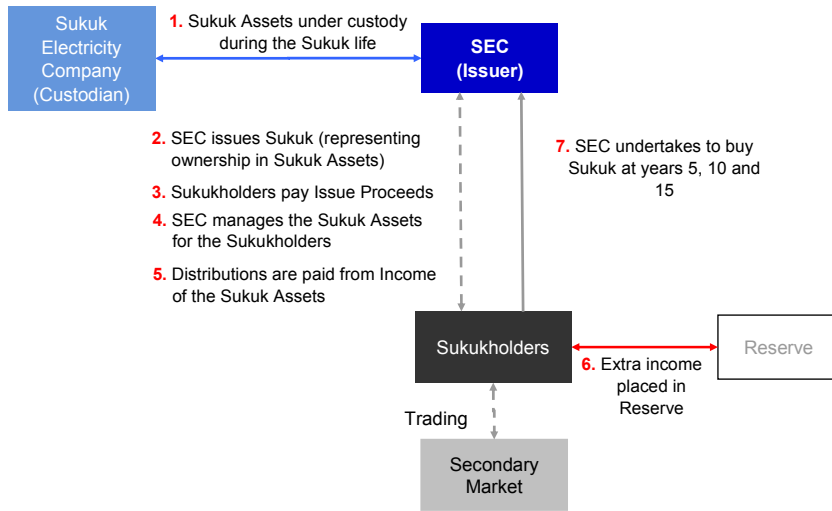 Sukuk
Electricity
Company
(Custodian)
1. Sukuk Assets under custody
during the Sukuk life
SEC
(Issuer)
2. SEC issues Sukuk (representing
ownership in Sukuk Assets)
3. Sukukholders pay Issue Proceeds
4. SEC manages the Sukuk Assets
for the Sukukholders
5. Distributions are paid from Income
of the Sukuk Assets
7. SEC undertakes to buy
Sukuk at years 5, 10 and
15
Sukukholders
6. Extra income
placed in
Reserve
Reserve
Trading
Secondary
Market